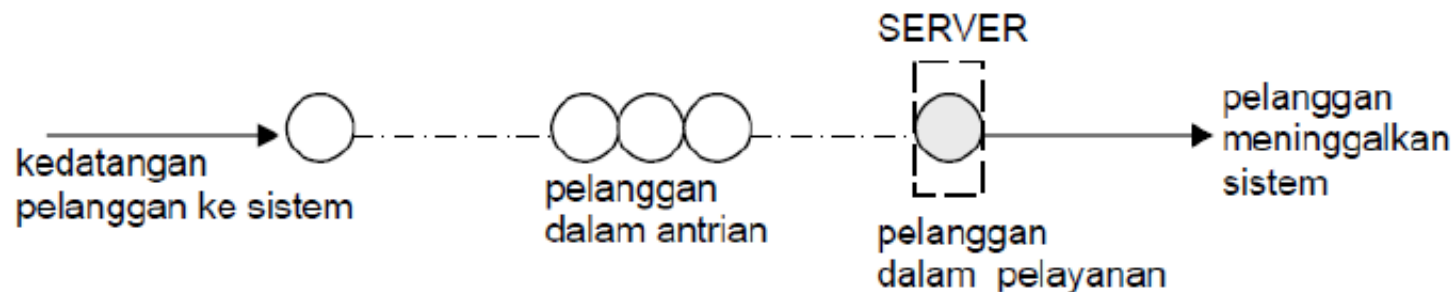 SERVER
kedatangan
pelanggan ke sistem
pelanggan
dalam antrian
pelanggan
dalam pelayanan
pelanggan
meninggalkan
sistem